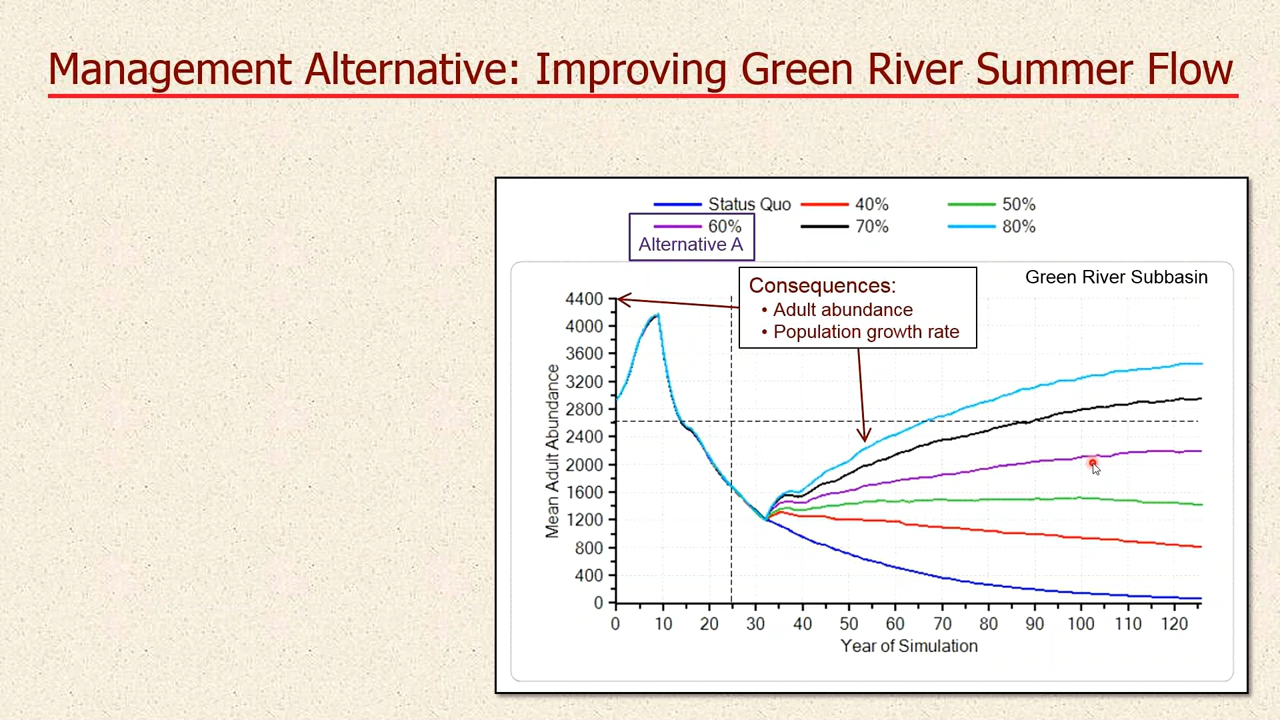 Management Alternative: Improving Green River Summer Flow
Status Quo 40% 50%
60% 70% 80%
Alternative A
Green River Subbasin
Consequences:
• Adult abundance
• Population growth rate
Mean Adult Abundance
4400
4000
3600
3200
2800
2400
2000
1600
1200
800
400
0
0 10 20 30 40 50 60 70 80 90 100 110 120
Year of Simulation